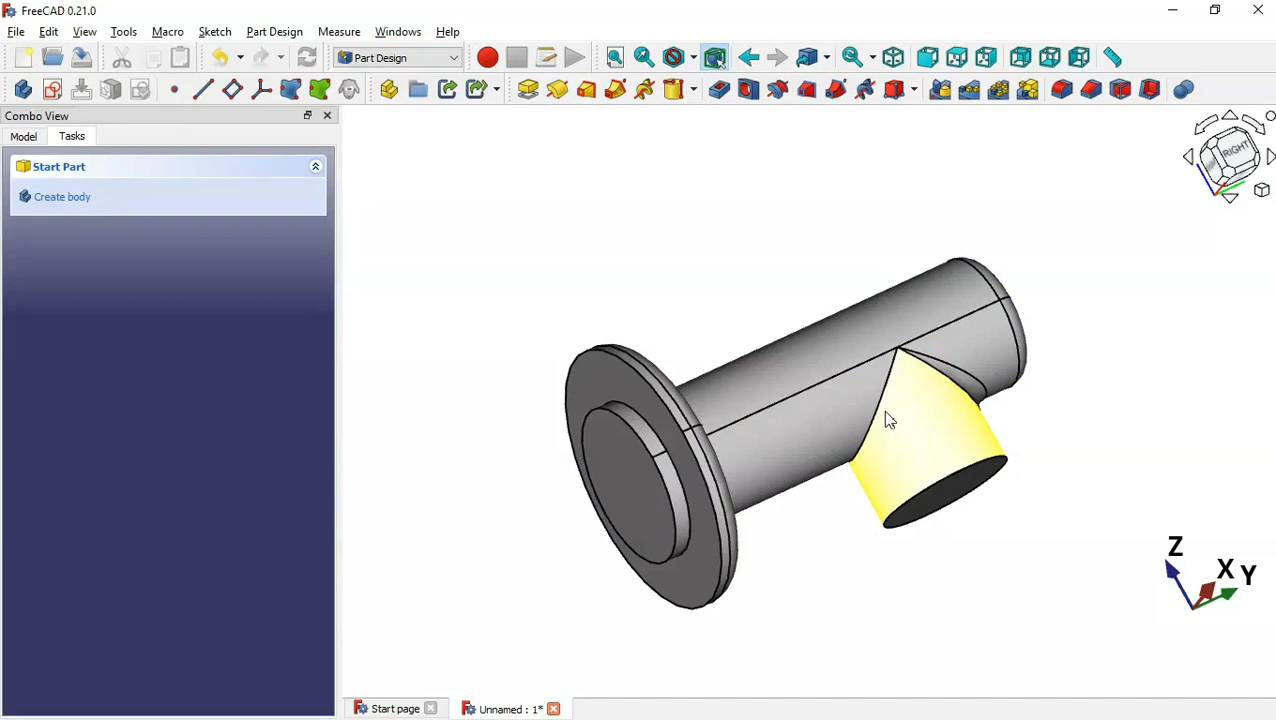 FreeCAD 0.21.0
File Edit View Tools Macro Sketch Part Design Measure Windows Help
Part Design
Combo View
Model Tasks
Start Part
Create body
RIGHT
Z
X Y
Start page Unnamed : 1*